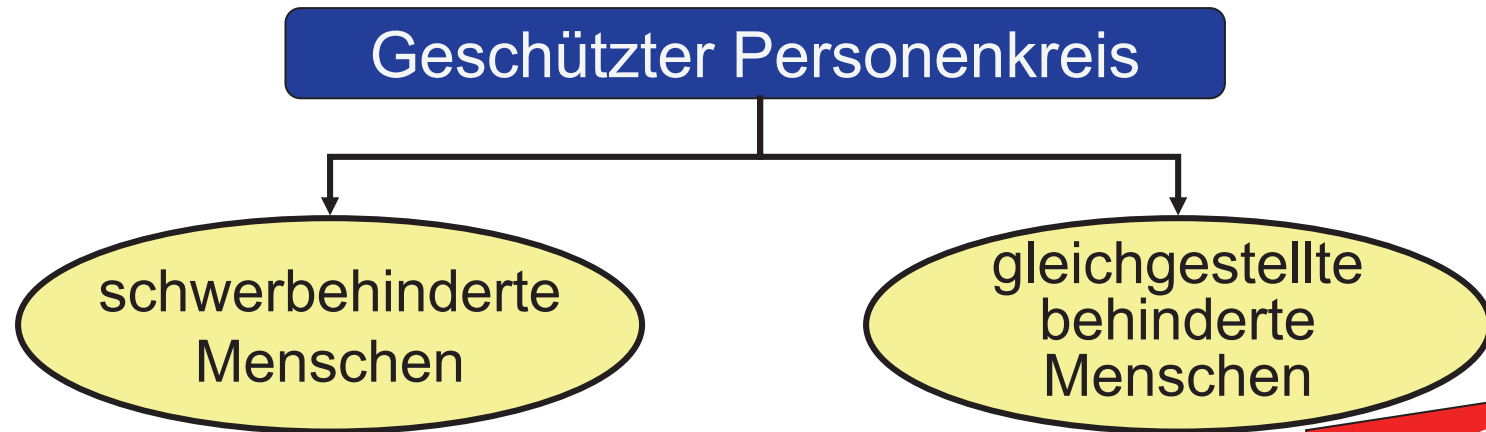 Geschützter Personenkreis
schwerbehinderte
Menschen
gleichgestellte
behinderte
Menschen